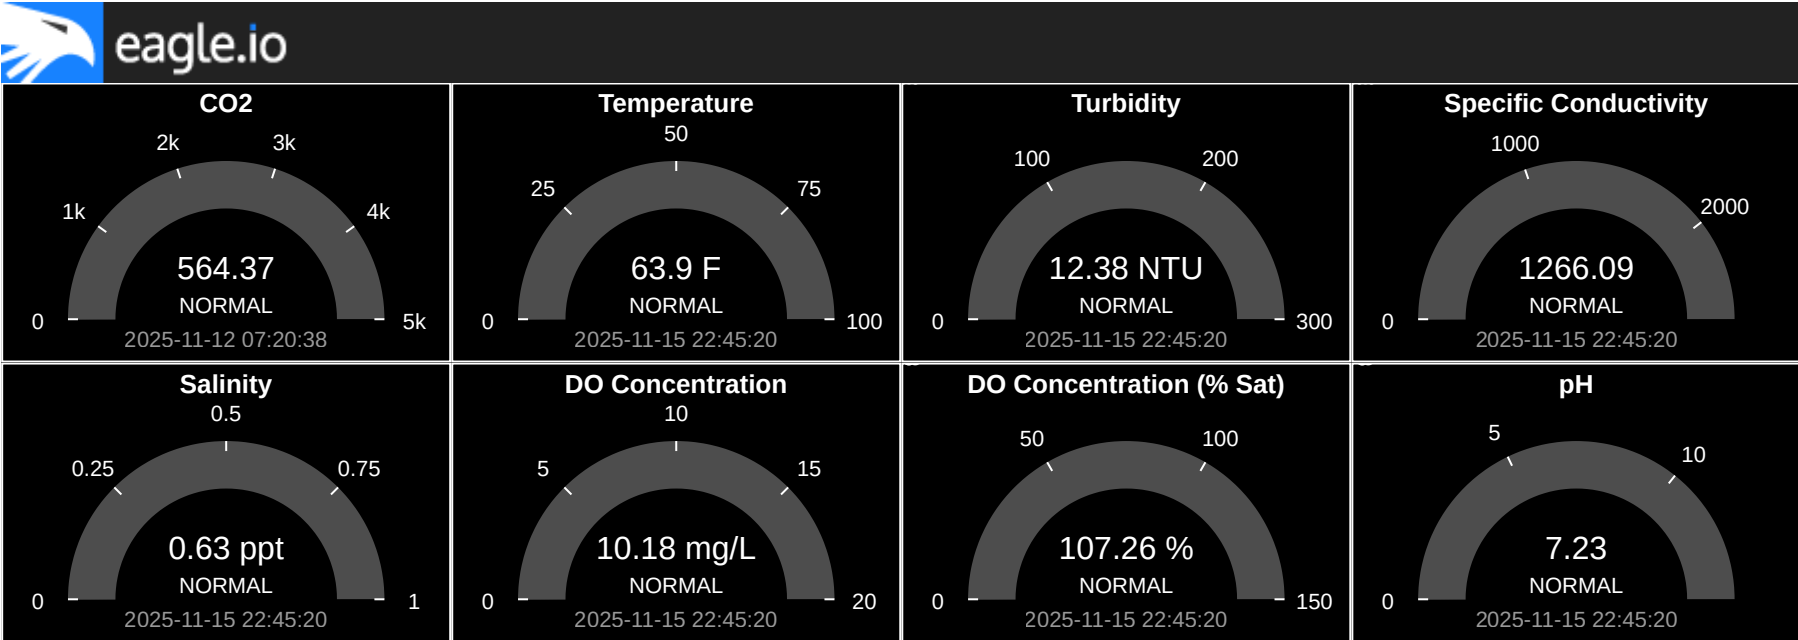 eagle.io
CO2
2k
3k
1k
4k
564.37
NORMAL
0
5k
2025-11-12 07:20:38
Temperature
50
25
75
63.9 F
NORMAL
0
100
2025-11-15 22:45:20
Turbidity
100
200
12.38 NTU
NORMAL
0
300
2025-11-15 22:45:20
Specific Conductivity
1000
2000
1266.09
NORMAL
0
2025-11-15 22:45:20
Salinity
0.5
0.25
0.75
0.63 ppt
NORMAL
0
1
2025-11-15 22:45:20
DO Concentration
10
5
15
10.18 mg/L
NORMAL
0
20
2025-11-15 22:45:20
DO Concentration (% Sat)
50
100
107.26 %
NORMAL
0
150
2025-11-15 22:45:20
pH
5
10
7.23
NORMAL
0
2025-11-15 22:45:20